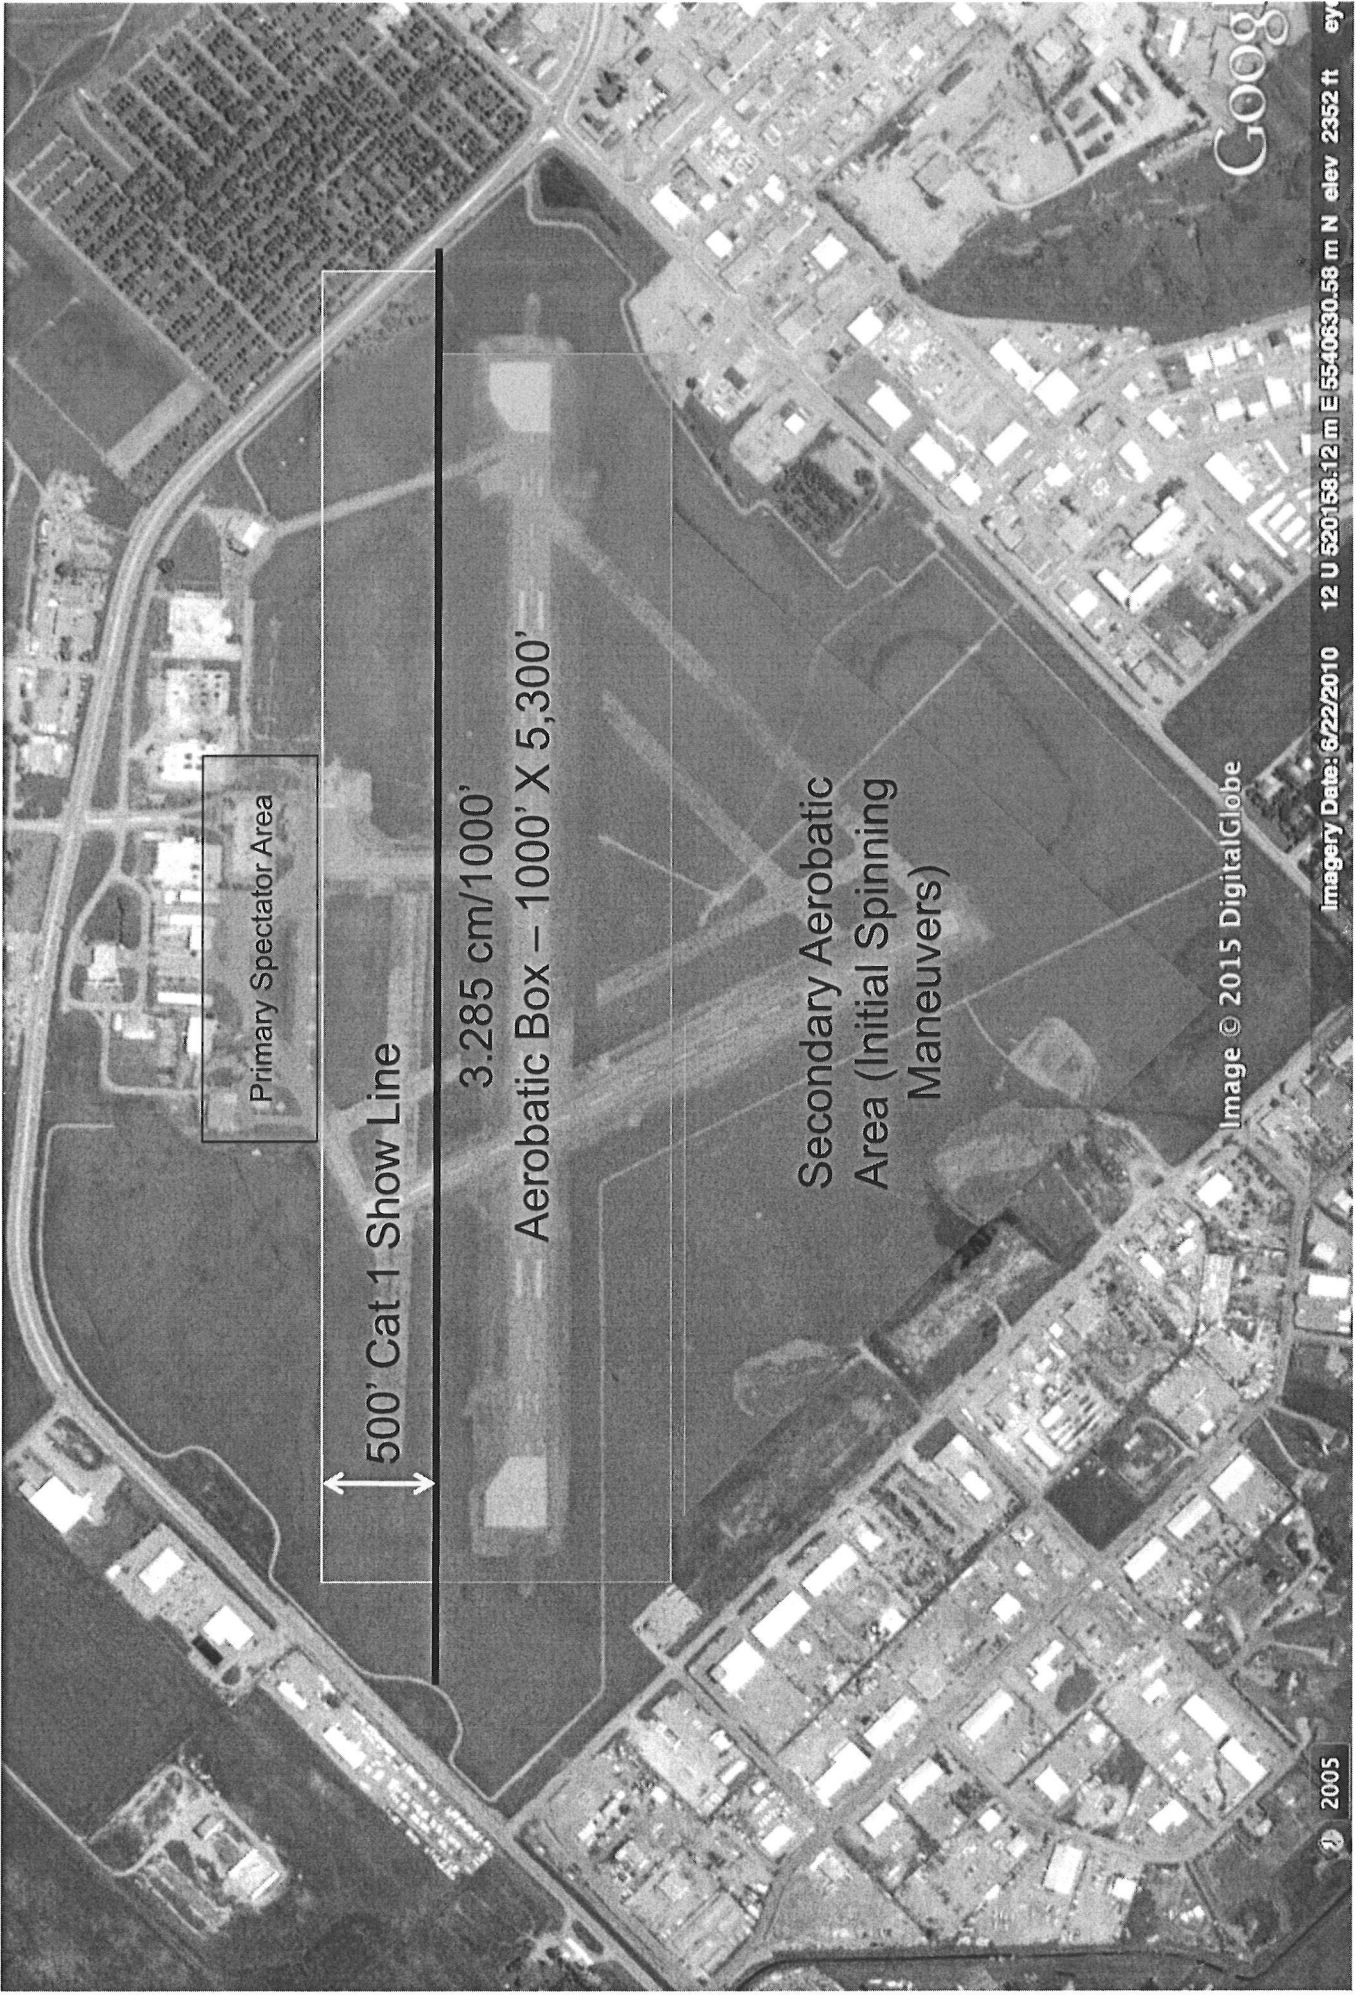 Primary Spectator Area
500’ Cat 1 Show Line
3.285 cm/1000’
Aerobatic Box – 1000’ X 5,300’
Secondary Aerobatic
Area (Initial Spinning
Maneuvers)
Image © 2015 DigitalGlobe
Goog
2005
Imagery Date: 6/22/2010 12 U 520158.12 m E 5540630.58 m N elev 2352 ft